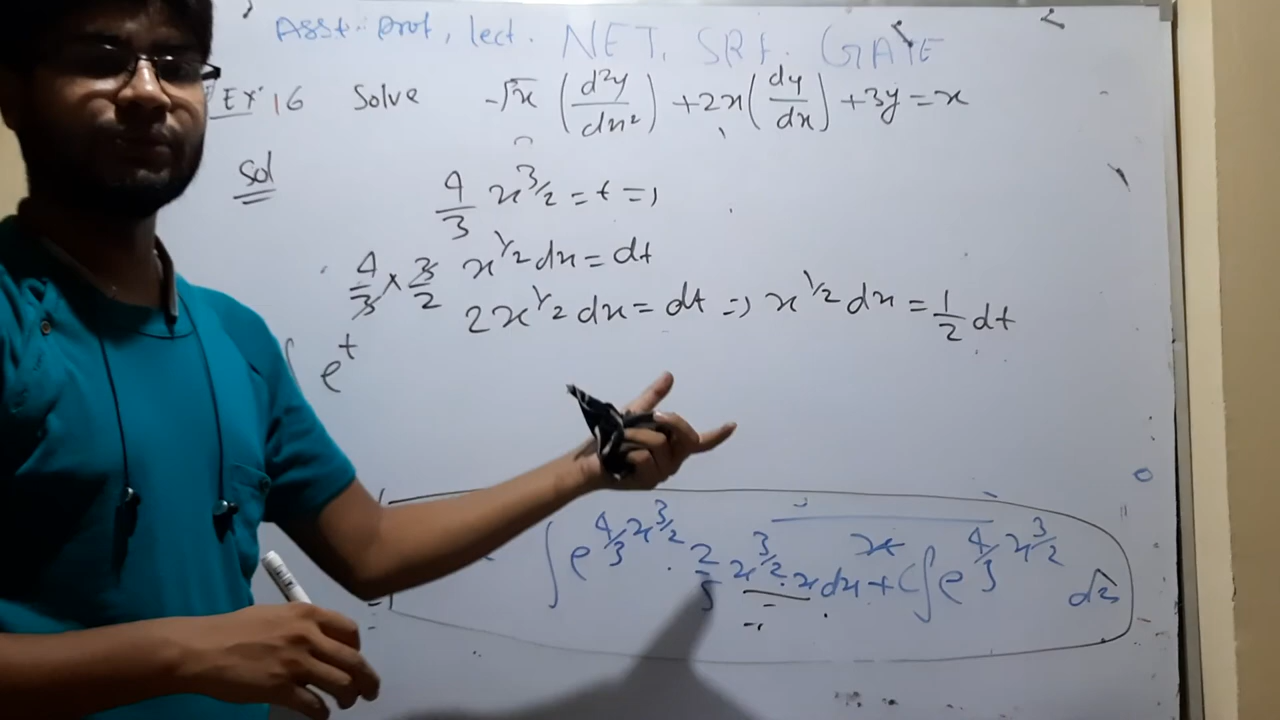 Asst. prof, lect. NET, SRF. GATE
Ex. 16 Solve √x (d²y/dx²) + 2x (dy/dx) + 3y = x
Sol
4/3 x^3/2 = t ⇒
4/3 × 3/2 x^1/2 dx = dt
2x^1/2 dx = dt ⇒ x^1/2 dx = 1/2 dt
∫ e^t
∫ e^4/3 x^3/2 . 2/5 x^3/2 . x dx + C ∫ e^4/3 x^3/2 dx